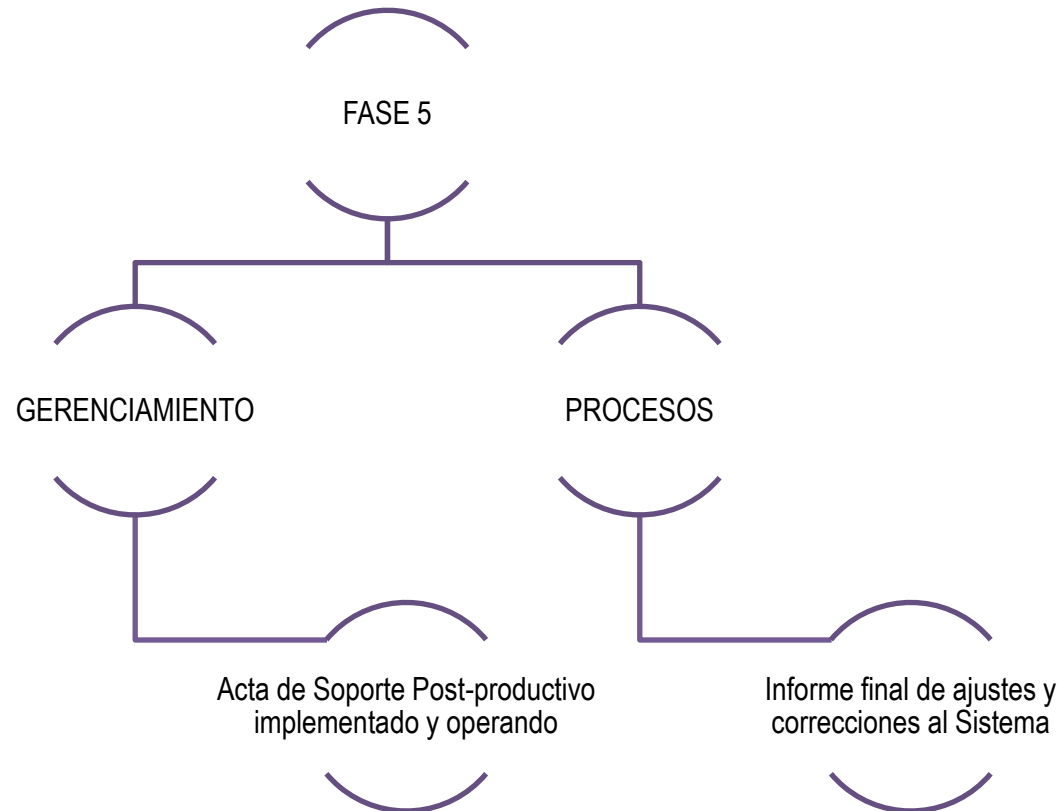 FASE 5
GERENCIAMIENTO
PROCESOS
Acta de Soporte Post-productivo
implementado y operando
Informe final de ajustes y
correcciones al Sistema